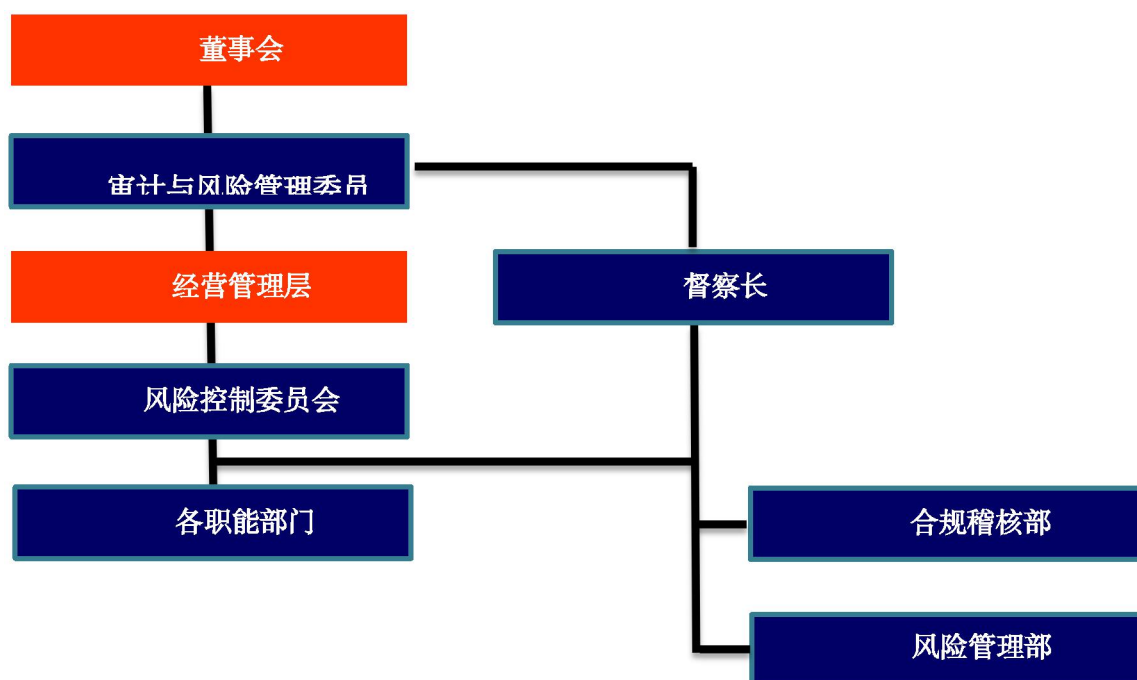 董事会
审计与风险管理委员
经营管理层
督察长
风险控制委员会
各职能部门
合规稽核部
风险管理部